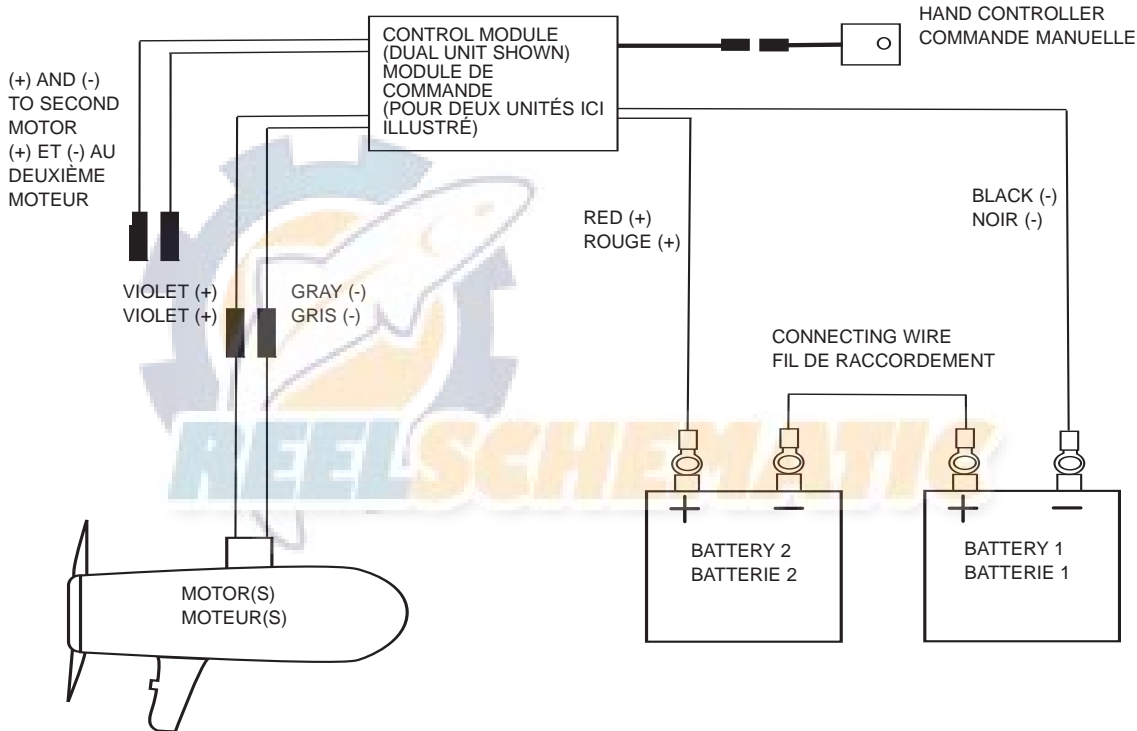 HAND CONTROLLER
COMMANDE MANUELLE
CONTROL MODULE
(DUAL UNIT SHOWN)
MODULE DE
COMMANDE
(POUR DEUX UNITÉS ICI
ILLUSTRÉ)
(+) AND (-)
TO SECOND
MOTOR
(+) ET (-) AU
DEUXIÈME
MOTEUR
RED (+)
ROUGE (+)
BLACK (-)
NOIR (-)
VIOLET (+)
VIOLET (+)
GRAY (-)
GRIS (-)
CONNECTING WIRE
FIL DE RACCORDEMENT
REELSCHEMATIC
+ −
+ −
BATTERY 2
BATTERIE 2
BATTERY 1
BATTERIE 1
MOTOR(S)
MOTEUR(S)